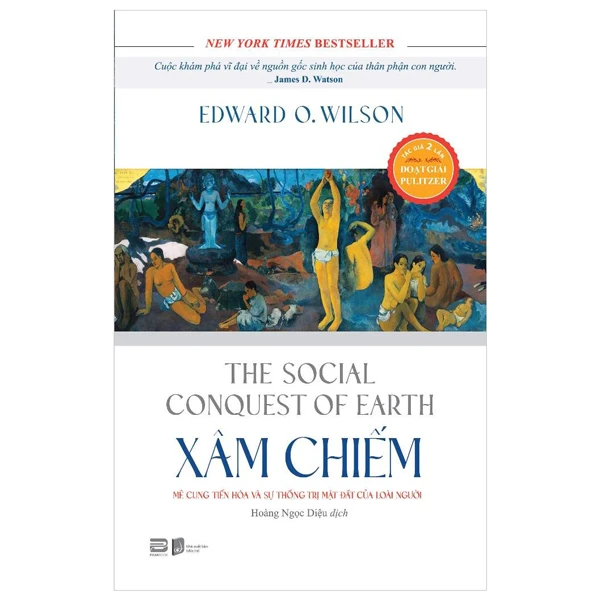 NEW YORK TIMES BESTSELLER
Cuộc khám phá vĩ đại về nguồn gốc sinh học của thân phận con người.
... James D. Watson
EDWARD O. WILSON
TÁC GIẢ 2 LẦN
ĐOẠT GIẢI
PULITZER
THE SOCIAL
CONQUEST OF EARTH
XÂM CHIẾM
MÊ CUNG TIẾN HÓA VÀ SỰ THỐNG TRỊ MẶT ĐẤT CỦA LOÀI NGƯỜI
Hoàng Ngọc Diệu dịch